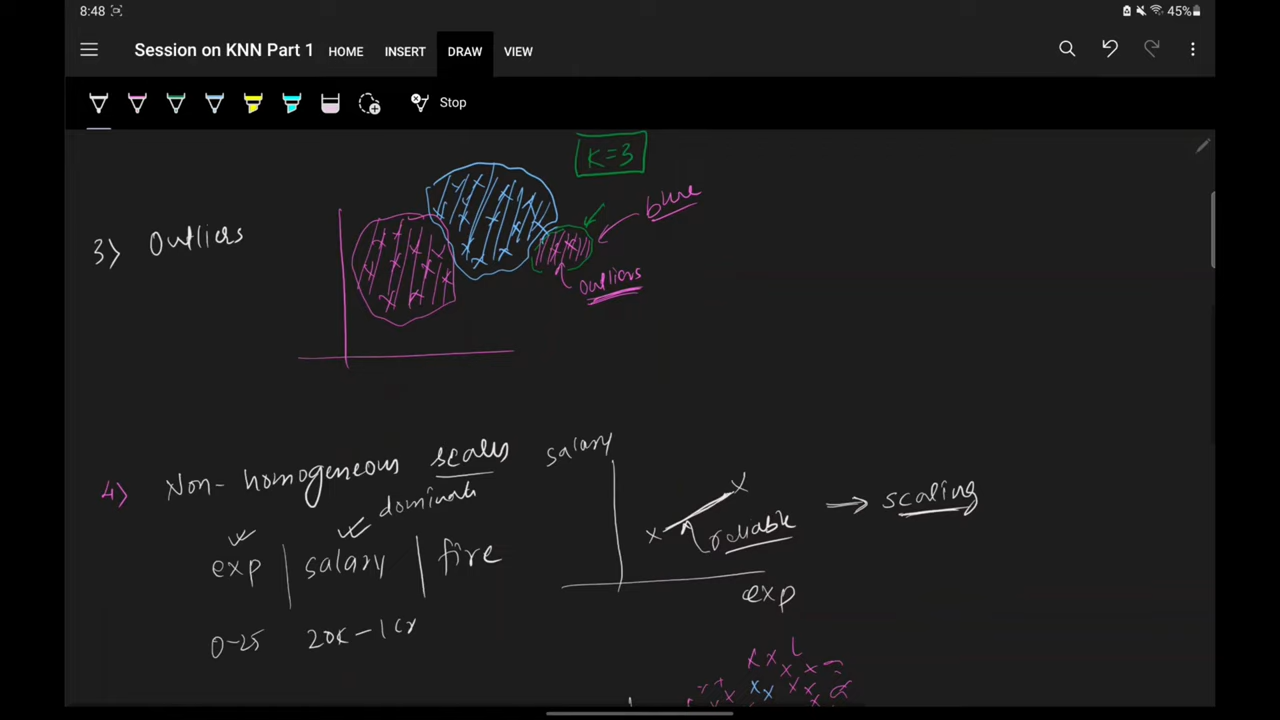 8:48 45%
Session on KNN Part 1 HOME INSERT DRAW VIEW
Stop
K=3
blue
3) Outliers
outliers
4) Non-homogeneous scales
salary
dominate
scaling
reliable
exp | salary | fire
exp
0-25 20K-1Cr